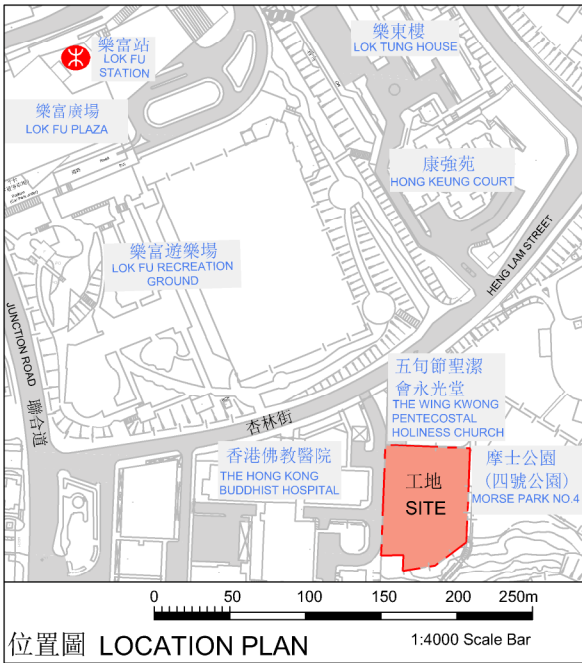 樂富站
LOK FU
STATION
樂東樓
LOK TUNG HOUSE
樂富廣場
LOK FU PLAZA
康強苑
HONG KEUNG COURT
樂富遊樂場
LOK FU RECREATION
GROUND
HENG LAM STREET
JUNCTION ROAD 聯合道
杏林街
五旬節聖潔
會永光堂
THE WING KWONG
PENTECOSTAL
HOLINESS CHURCH
香港佛教醫院
THE HONG KONG
BUDDHIST HOSPITAL
工地
SITE
摩士公園
(四號公園)
MORSE PARK NO.4
0 50 100 150 200 250m
位置圖 LOCATION PLAN
1:4000 Scale Bar